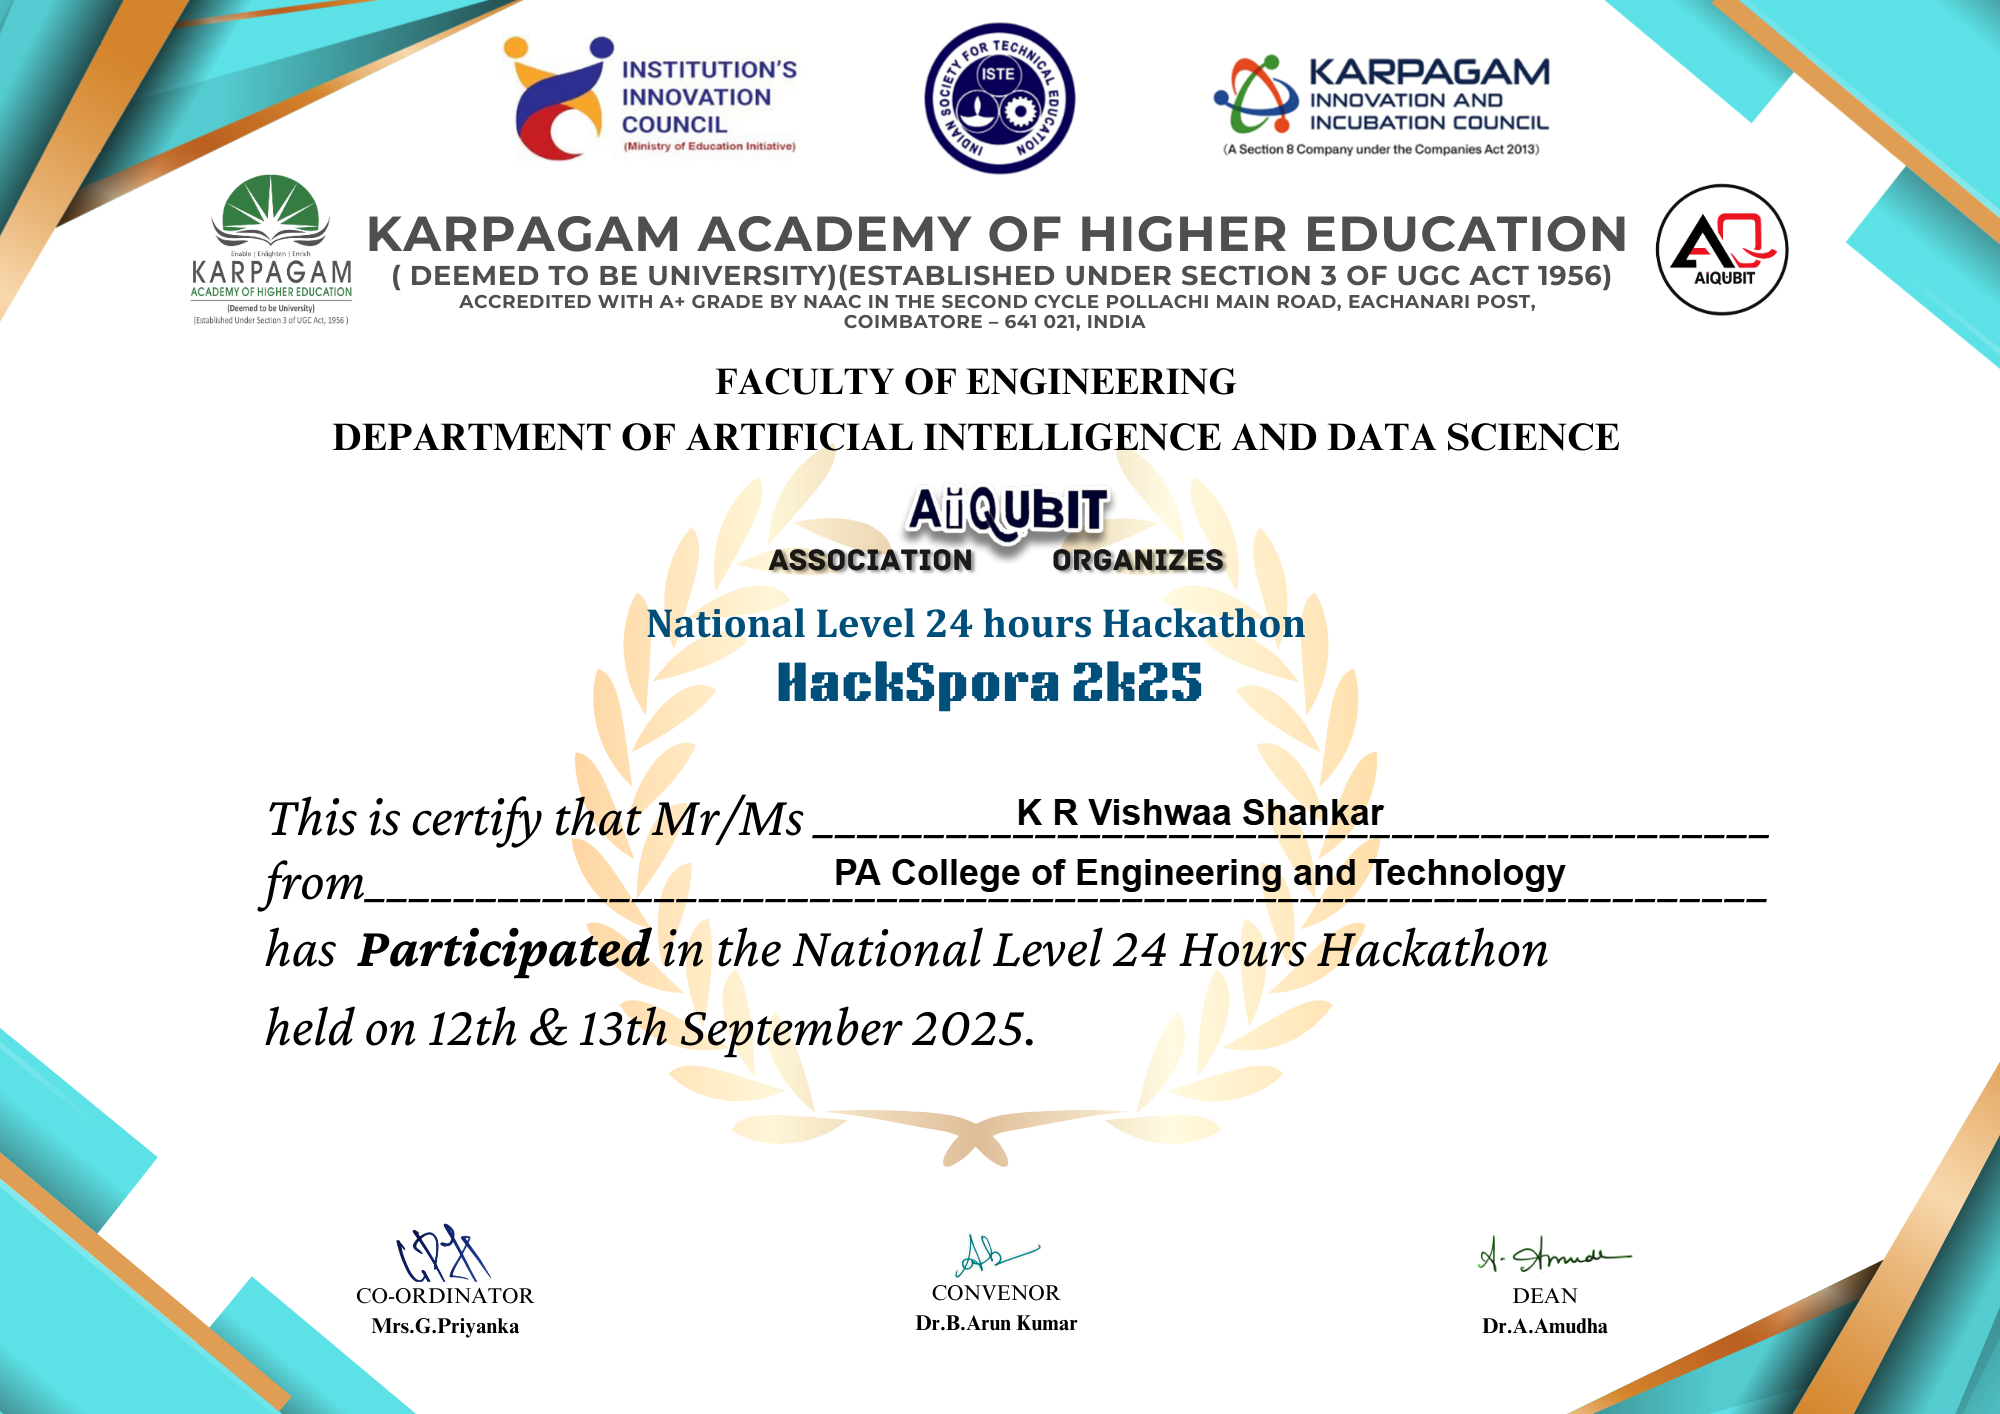 INSTITUTION'S
INNOVATION
COUNCIL
(Ministry of Education Initiative)
INDIAN SOCIETY FOR TECHNICAL EDUCATION
ISTE
KARPAGAM
INNOVATION AND
INCUBATION COUNCIL
(A Section 8 Company under the Companies Act 2013)
Enable | Enlighten | Enrich
KARPAGAM
ACADEMY OF HIGHER EDUCATION
(Deemed to be University)
(Established Under Section 3 of UGC Act, 1956 )
KARPAGAM ACADEMY OF HIGHER EDUCATION
( DEEMED TO BE UNIVERSITY)(ESTABLISHED UNDER SECTION 3 OF UGC ACT 1956)
ACCREDITED WITH A+ GRADE BY NAAC IN THE SECOND CYCLE POLLACHI MAIN ROAD, EACHANARI POST,
COIMBATORE – 641 021, INDIA
AQ
AIQUBIT
FACULTY OF ENGINEERING
DEPARTMENT OF ARTIFICIAL INTELLIGENCE AND DATA SCIENCE
AiQUbIT
ASSOCIATION ORGANIZES
National Level 24 hours Hackathon
HackSpora 2k25
This is certify that Mr/Ms K R Vishwaa Shankar
from PA College of Engineering and Technology
has Participated in the National Level 24 Hours Hackathon
held on 12th & 13th September 2025.
CO-ORDINATOR
Mrs.G.Priyanka
CONVENOR
Dr.B.Arun Kumar
A. Amudha
DEAN
Dr.A.Amudha